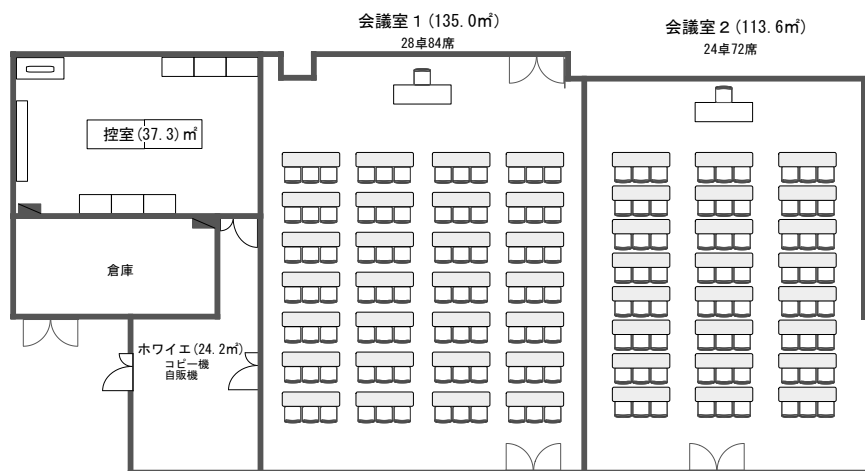 会議室１(135.0㎡)
28卓84席
会議室２(113.6㎡)
24卓72席
控室(37.3)㎡
倉庫
ホワイエ(24.2㎡)
コピー機
自販機